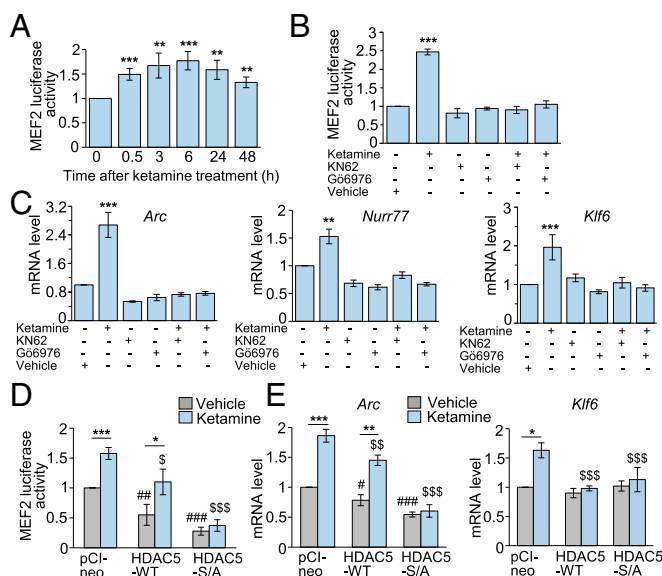 A
MEF2 luciferase
activity
2
1.5
1
0.5
***
**
***
**
**
0 0.5 3 6 24 48
Time after ketamine treatment (h)
B
MEF2 luciferase
activity
3
2.5
2
1.5
1
0.5
0
***
Ketamine - + - - + +
KN62 - - + - + -
Gö6976 - - - + - +
Vehicle + - - - - -
C
mRNA level
3.2
2.4
1.6
0.8
0.0
***
Arc
Ketamine - + - - + +
KN62 - - + - + -
Gö6976 - - - + - +
Vehicle + - - - - -
mRNA level
2
1.5
1
0.5
0
**
Nurr77
Ketamine - + - - + +
KN62 - - + - + -
Gö6976 - - - + - +
Vehicle + - - - - -
mRNA level
3
2
1
0
***
Klf6
Ketamine - + - - + +
KN62 - - + - + -
Gö6976 - - - + - +
Vehicle + - - - - -
D
Vehicle
Ketamine
MEF2 luciferase
activity
2
1.5
1
0.5
0
***
*
$
##
###
$$$
pCI- HDAC5 HDAC5
neo -WT -S/A
E
Arc
Vehicle
Ketamine
mRNA level
2
1.5
1
0.5
0
***
**
$$
#
###
$$$
pCI- HDAC5 HDAC5
neo -WT -S/A
Klf6
mRNA level
2
1.5
1
0.5
0
*
$$$
$$$
pCI- HDAC5 HDAC5
neo -WT -S/A